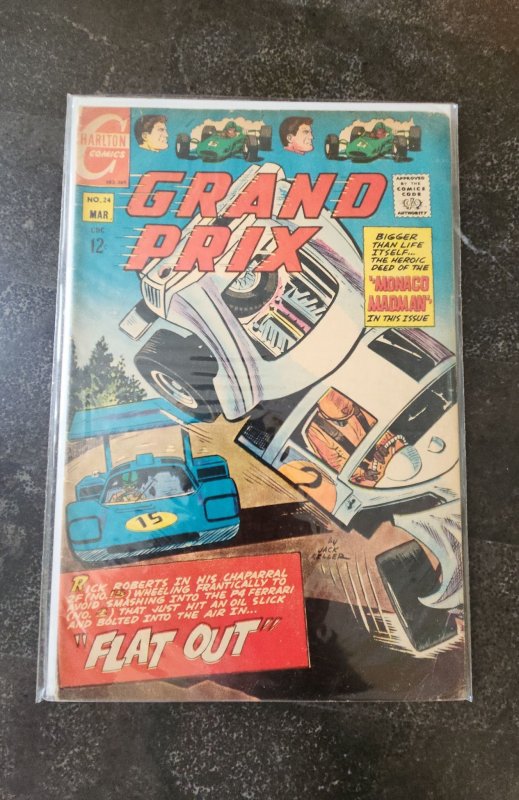 C
HARLTON
COMICS
NO. 24
MAR
CDC
12¢
GRAND
PRIX
APPROVED
BY THE
COMICS
CODE
AUTHORITY
BIGGER
THAN LIFE
ITSELF...
THE HEROIC
DEED OF THE
"MONACO
MADMAN"
IN THIS ISSUE
15
BY
JACK
KELLER
RICK ROBERTS IN HIS CHAPARRAL
2F (NO. 15) WHEELING FRANTICALLY TO
AVOID SMASHING INTO THE P4 FERRARI
(NO. 2) THAT JUST HIT AN OIL SLICK
AND BOLTED INTO THE AIR IN...
"FLAT OUT"